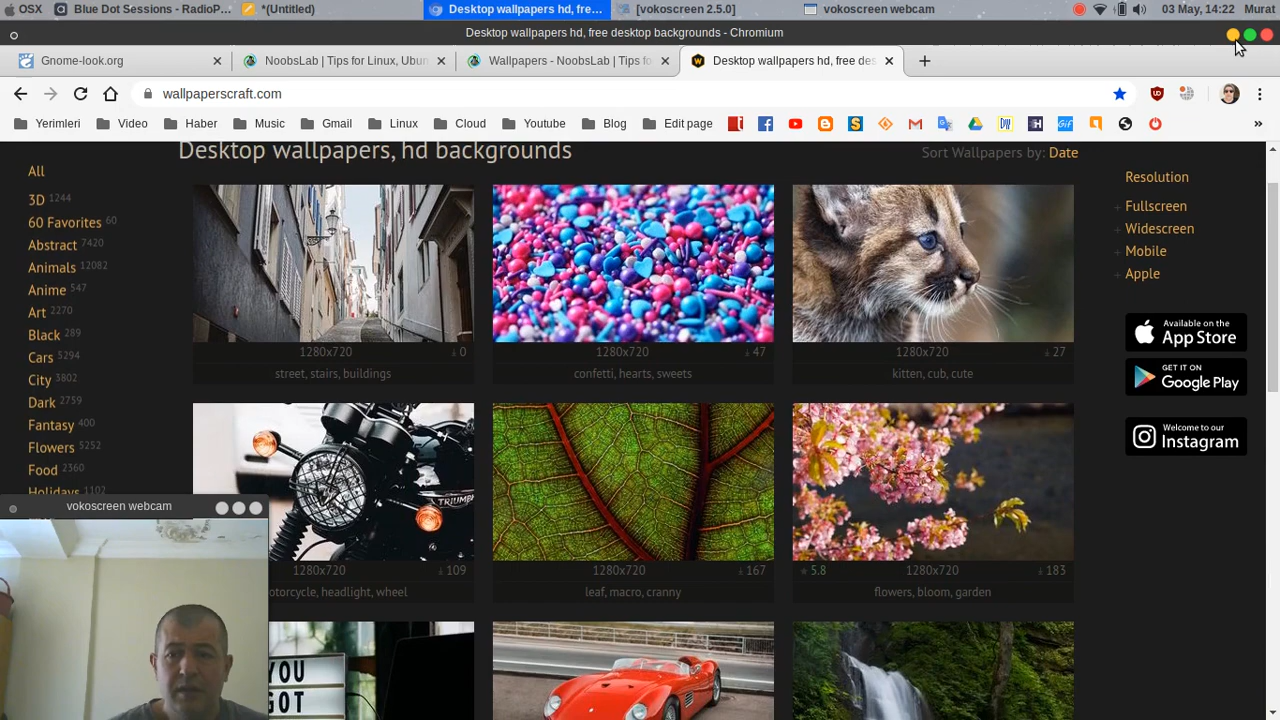 OSX
Blue Dot Sessions - RadioP...
*(Untitled)
Desktop wallpapers hd, fre...
[vokoscreen 2.5.0]
vokoscreen webcam
03 May, 14:22
Murat
Desktop wallpapers hd, free desktop backgrounds - Chromium
Gnome-look.org
NoobsLab | Tips for Linux, Ubun
Wallpapers - NoobsLab | Tips fo
Desktop wallpapers hd, free des
wallpaperscraft.com
Yerimleri
Video
Haber
Music
Gmail
Linux
Cloud
Youtube
Blog
Edit page
»
Desktop wallpapers, hd backgrounds
Sort Wallpapers by: Date
All
3D 1244
60 Favorites 60
Abstract 7420
Animals 12082
Anime 547
Art 2270
Black 289
Cars 5294
City 3802
Dark 2759
Fantasy 400
Flowers 5252
Food 2360
Holidays 1102
1280x720 0
street, stairs, buildings
1280x720 47
confetti, hearts, sweets
1280x720 27
kitten, cub, cute
TRIUMPH
1280x720 109
otorcycle, headlight, wheel
1280x720 167
leaf, macro, cranny
5.8 1280x720 183
flowers, bloom, garden
YOU
GOT
Resolution
+ Fullscreen
+ Widescreen
+ Mobile
+ Apple
Available on the
App Store
GET IT ON
Google Play
Welcome to our
Instagram
vokoscreen webcam